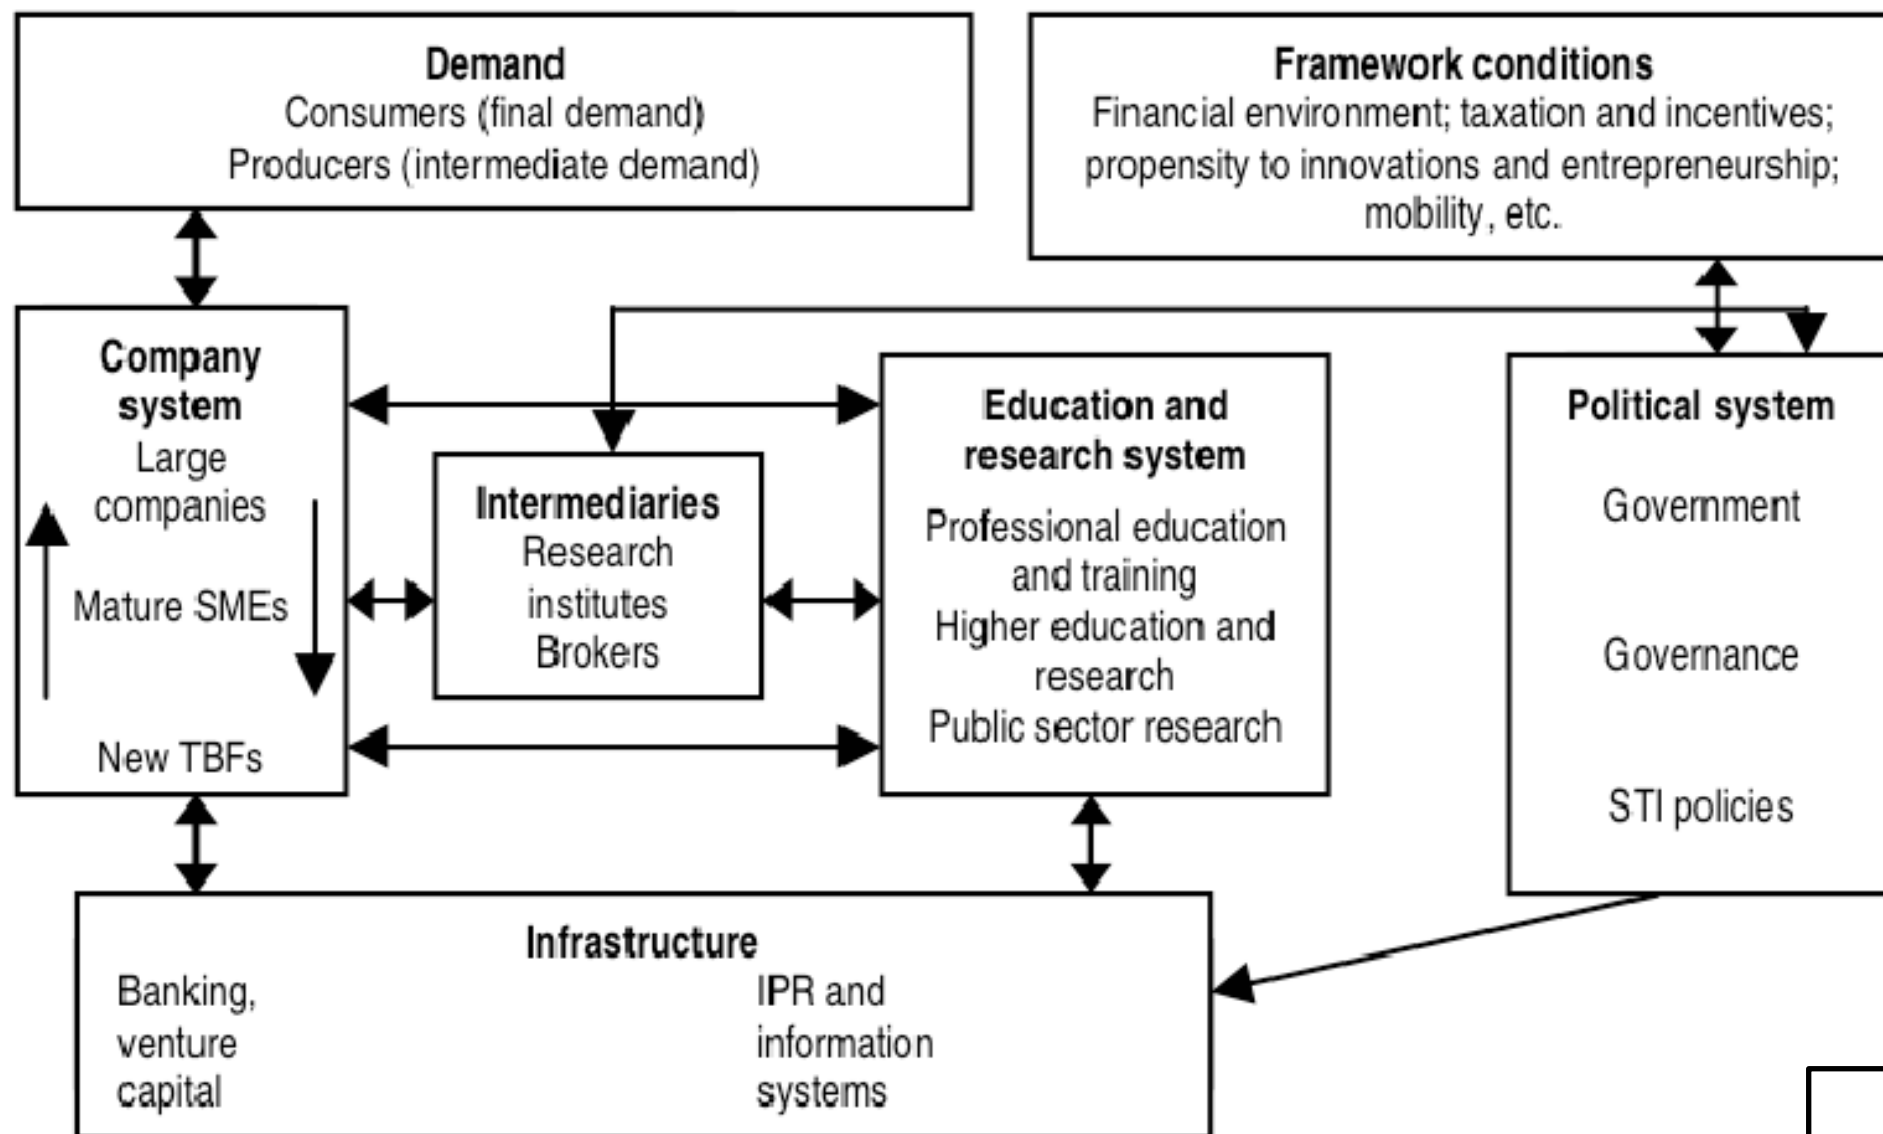 Demand
Consumers (final demand)
Producers (intermediate demand)
Framework conditions
Financial environment; taxation and incentives;
propensity to innovations and entrepreneurship;
mobility, etc.
Company
system
Large
companies
Mature SMEs
New TBFs
Intermediaries
Research
institutes
Brokers
Education and
research system
Professional education
and training
Higher education and
research
Public sector research
Political system
Government
Governance
STI policies
Infrastructure
Banking,
venture
capital
IPR and
information
systems